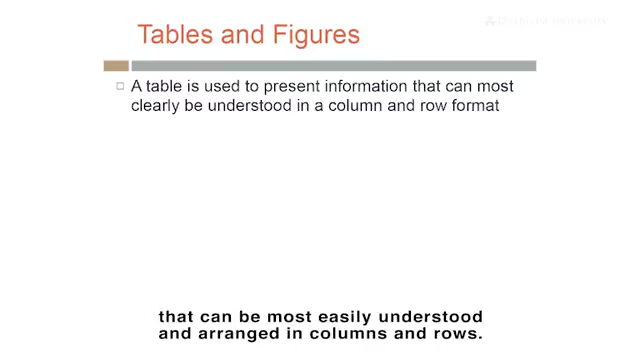 Tables and Figures
A table is used to present information that can most
clearly be understood in a column and row format
that can be most easily understood
and arranged in columns and rows.